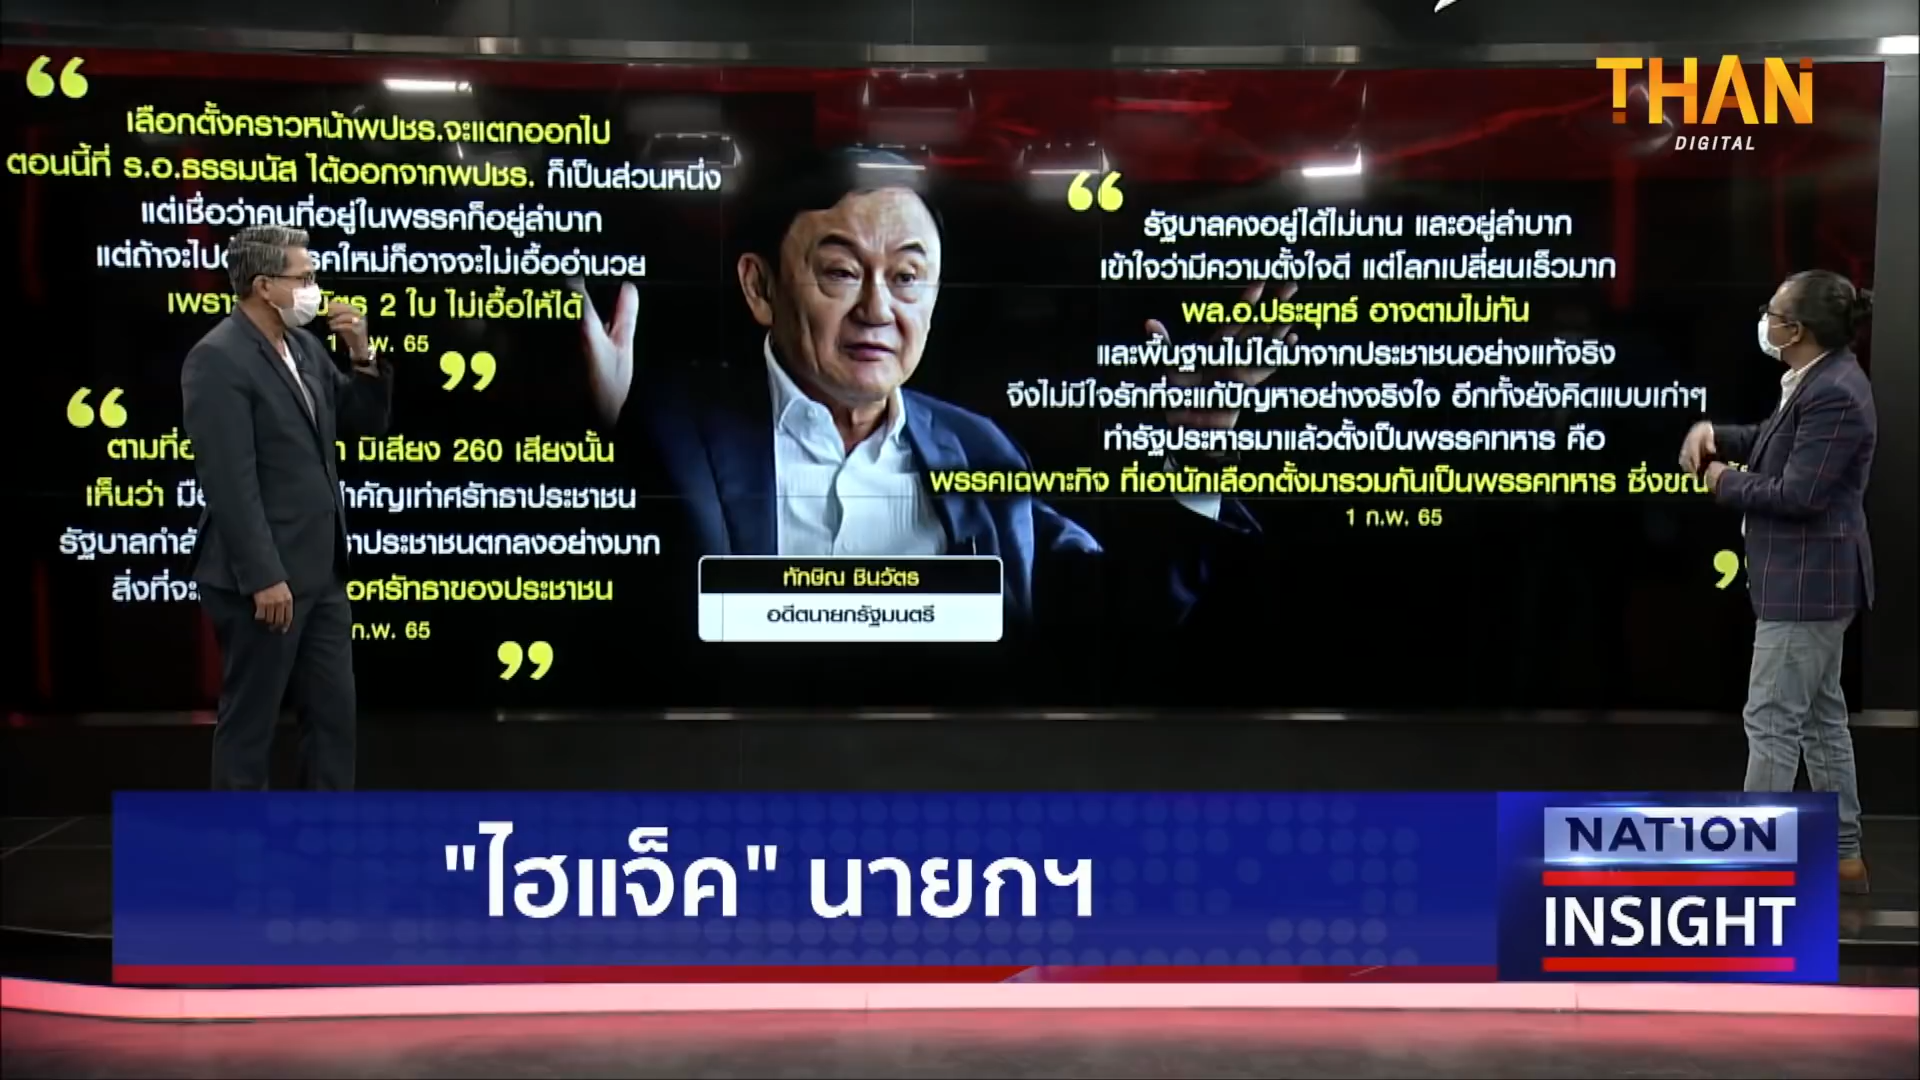 THAN
DIGITAL
“
เลือกตั้งคราวหน้าพปชร.จะแตกออกไป
ตอนนี้ที่ ร.อ.ธรรมนัส ได้ออกจากพปชร. ก็เป็นส่วนหนึ่ง
แต่เชื่อว่าคนที่อยู่ในพรรคก็อยู่ลำบาก
แต่ถ้าจะไป ใหม่ก็อาจจะไม่เอื้ออำนวย
2 ใบ ไม่เอื้อให้ได้
65
”
“
มีเสียง 260 เสียงนั้น
เห็นว่า เท่าศรัทธาประชาชน
ประชาชนตกลงอย่างมาก
ศรัทธาของประชาชน
ก.พ. 65
”
“
รัฐบาลคงอยู่ได้ไม่นาน และอยู่ลำบาก
เข้าใจว่ามีความตั้งใจดี แต่โลกเปลี่ยนเร็วมาก
พล.อ.ประยุทธ์ อาจตามไม่ทัน
และพื้นฐานไม่ได้มาจากประชาชนอย่างแท้จริง
จึงไม่มีใจรักที่จะแก้ปัญหาอย่างจริงใจ อีกทั้งยังคิดแบบเก่าๆ
ทำรัฐประหารมาแล้วตั้งเป็นพรรคทหาร คือ
พรรคเฉพาะกิจ ที่เอานักเลือกตั้งมารวมกันเป็นพรรคทหาร
1 ก.พ. 65
”
ทักษิณ ชินวัตร
อดีตนายกรัฐมนตรี
"ไฮแจ็ค" นายกฯ
NATION
INSIGHT